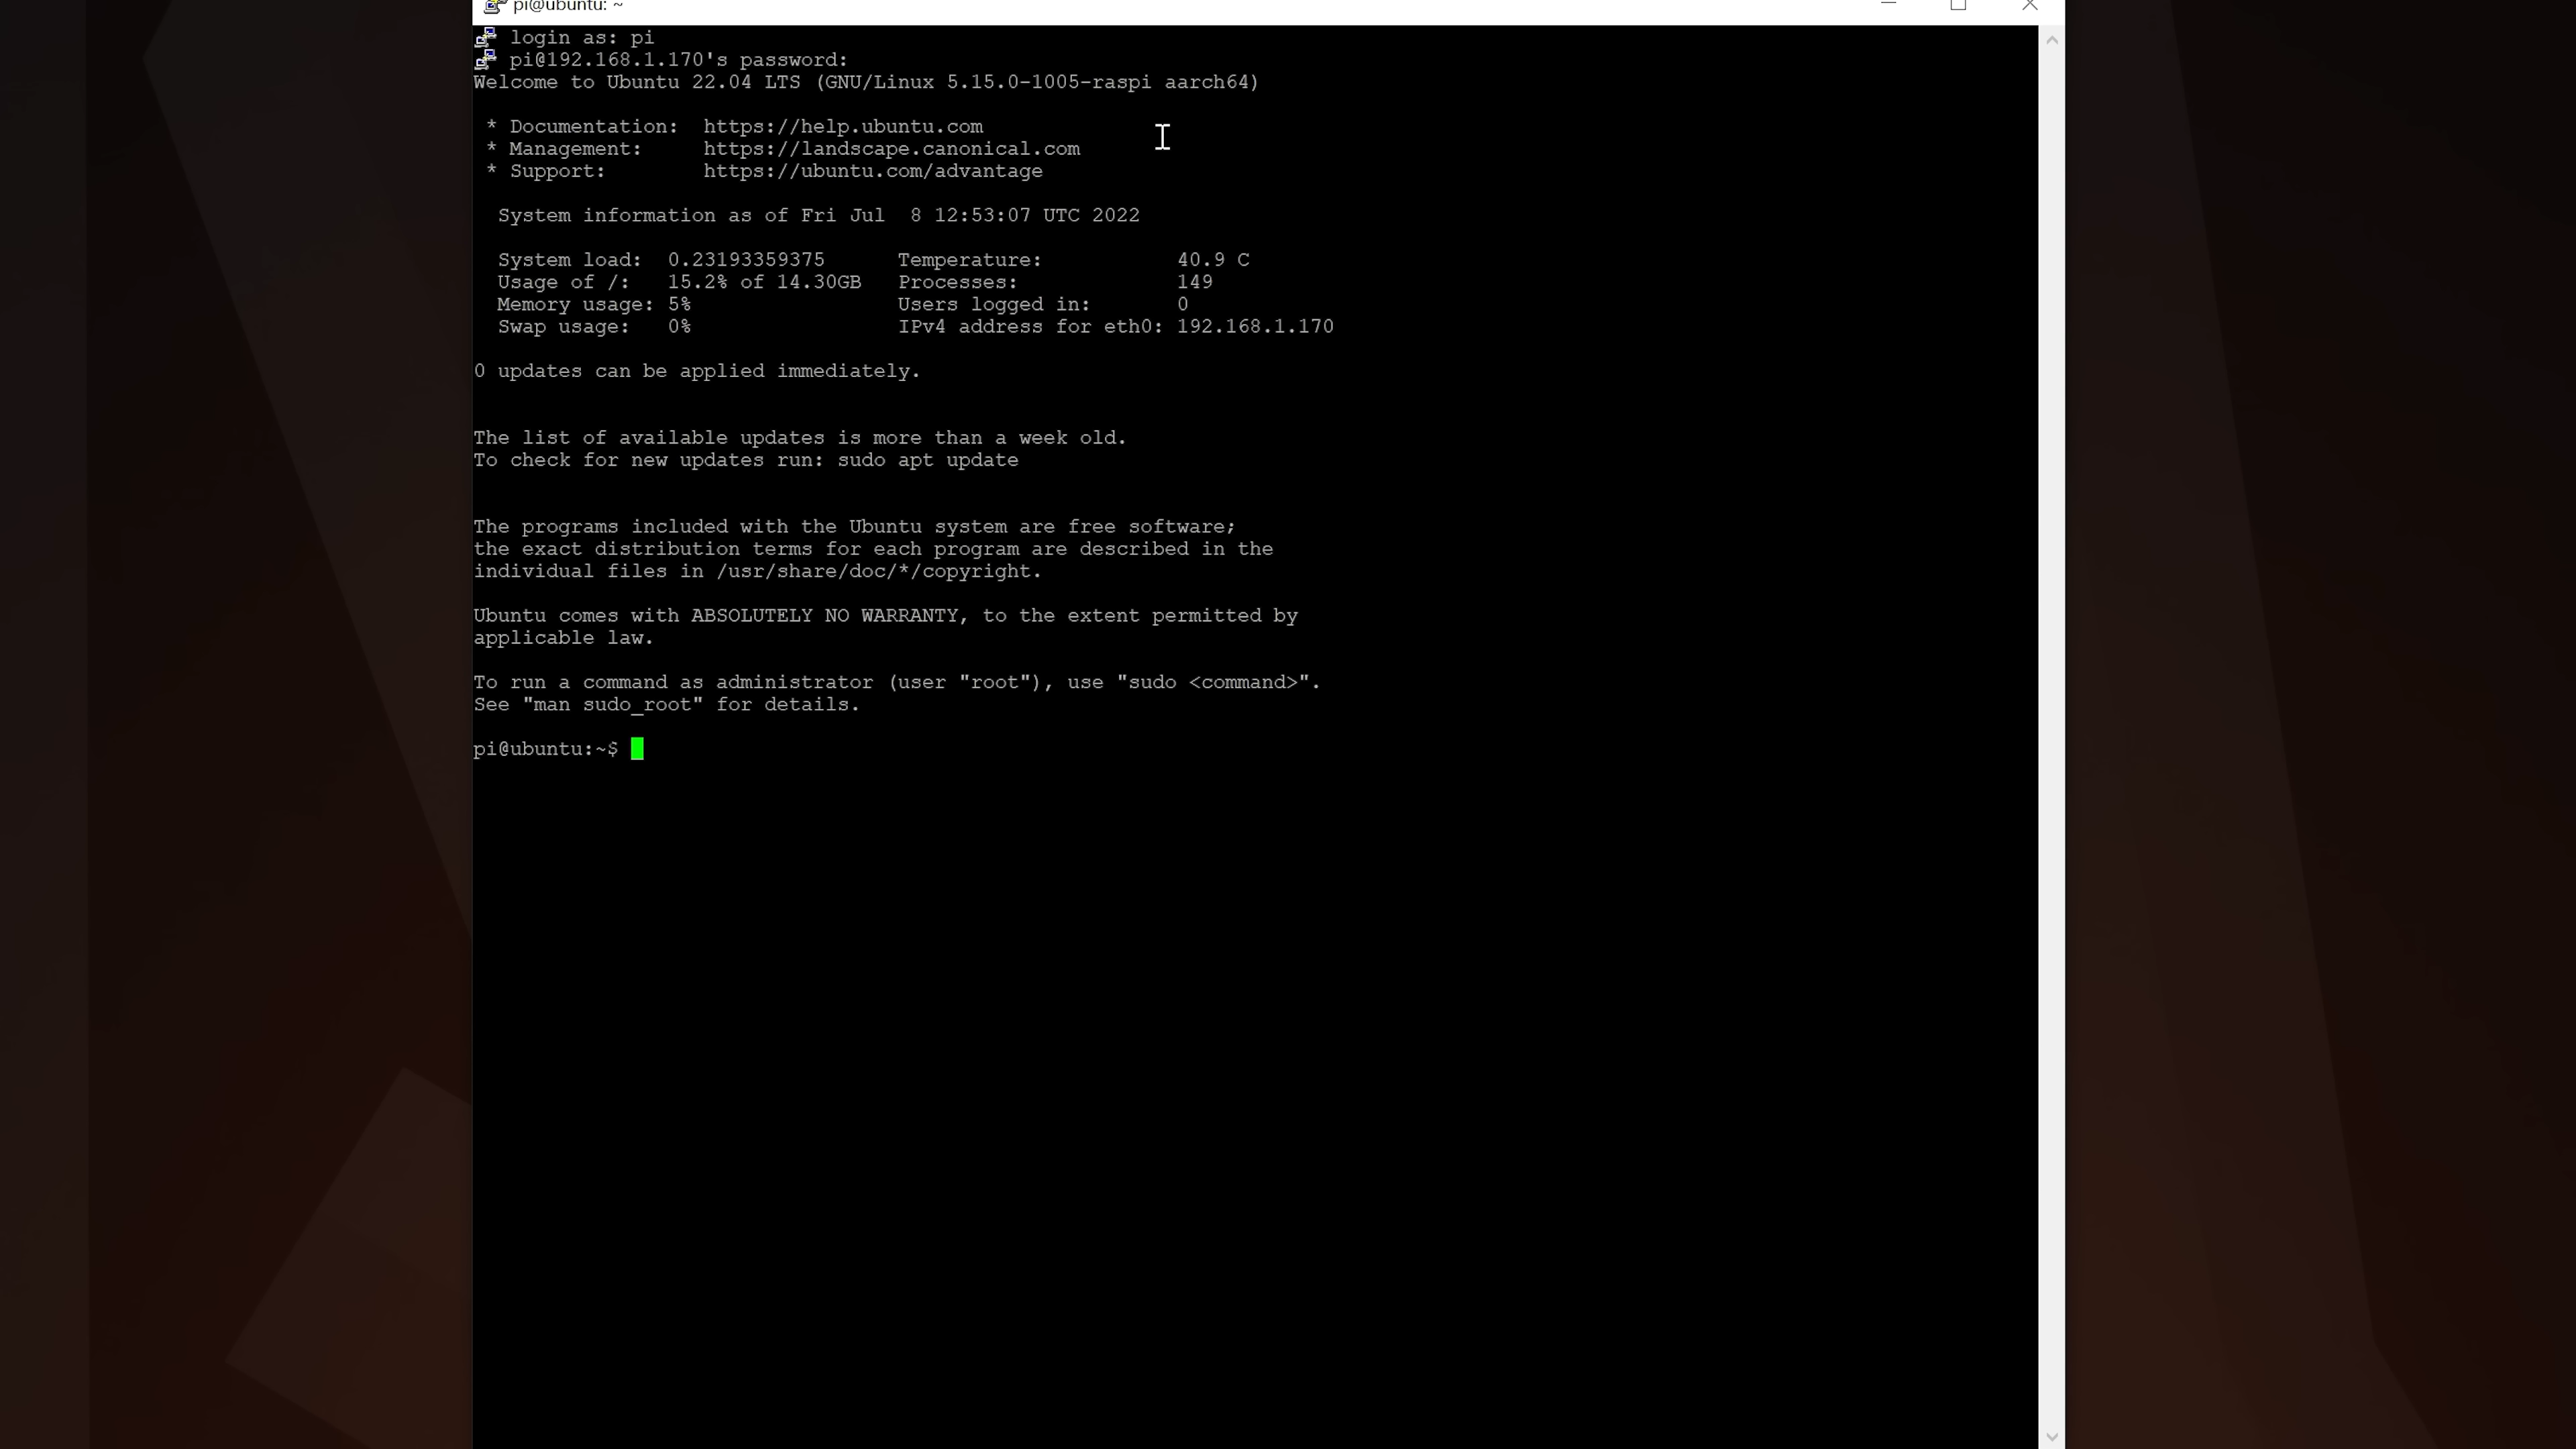 pi@ubuntu: ~
login as: pi
pi@192.168.1.170's password:
Welcome to Ubuntu 22.04 LTS (GNU/Linux 5.15.0-1005-raspi aarch64)
* Documentation:  https://help.ubuntu.com
* Management:     https://landscape.canonical.com
* Support:        https://ubuntu.com/advantage
System information as of Fri Jul  8 12:53:07 UTC 2022
System load:  0.23193359375      Temperature:           40.9 C
Usage of /:   15.2% of 14.30GB   Processes:             149
Memory usage: 5%                 Users logged in:       0
Swap usage:   0%                 IPv4 address for eth0: 192.168.1.170
0 updates can be applied immediately.
The list of available updates is more than a week old.
To check for new updates run: sudo apt update
The programs included with the Ubuntu system are free software;
the exact distribution terms for each program are described in the
individual files in /usr/share/doc/*/copyright.
Ubuntu comes with ABSOLUTELY NO WARRANTY, to the extent permitted by
applicable law.
To run a command as administrator (user "root"), use "sudo <command>".
See "man sudo_root" for details.
pi@ubuntu:~$